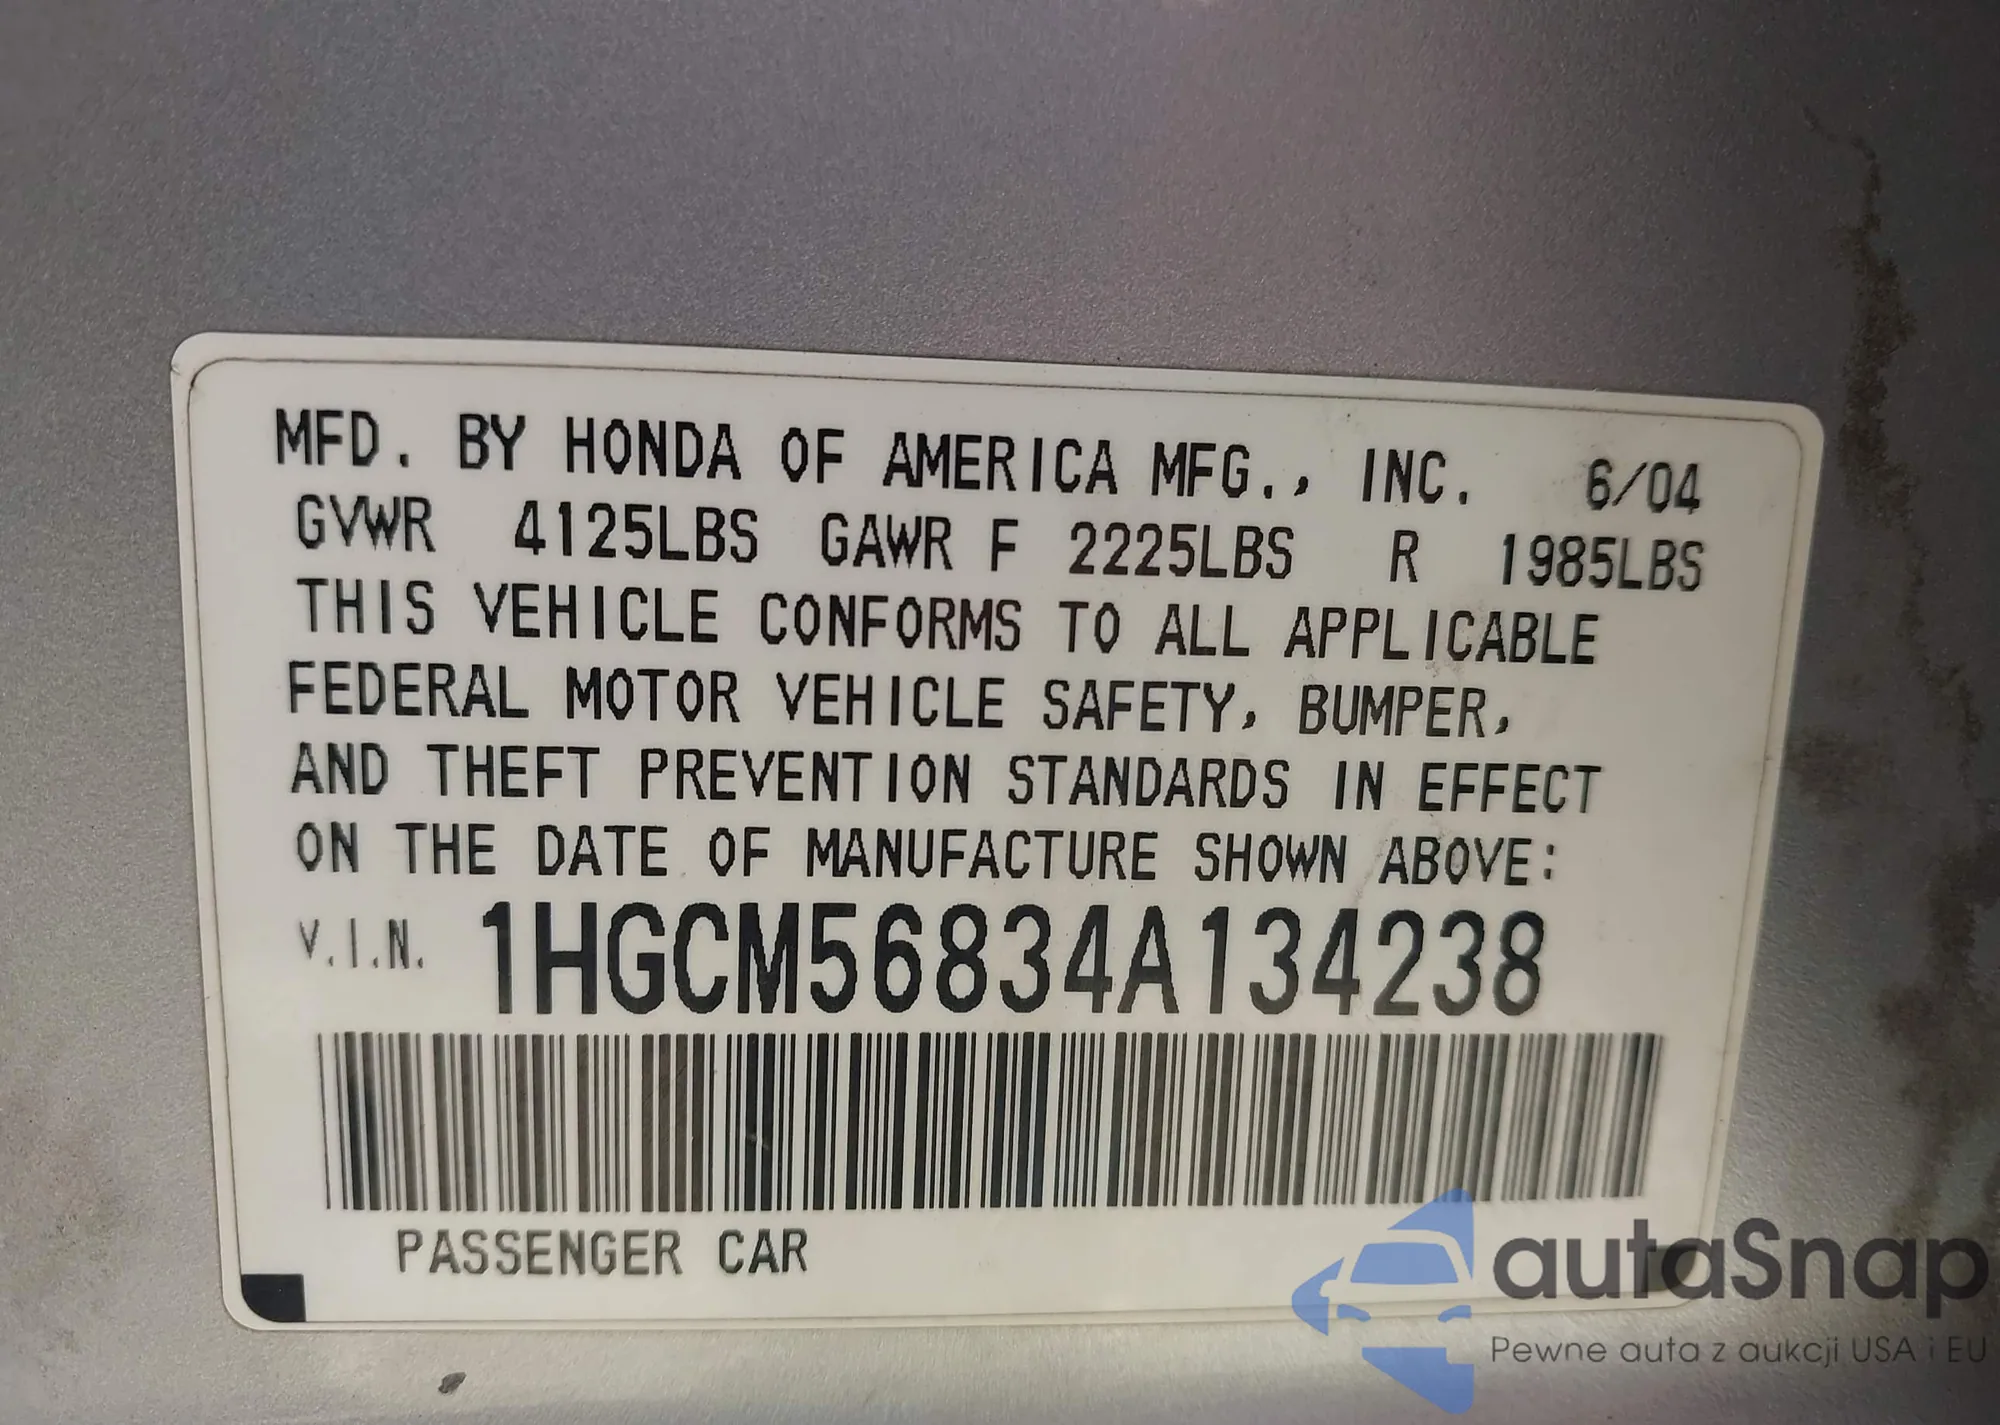 MFD. BY HONDA OF AMERICA MFG., INC. 6/04
GVWR 4125LBS GAWR F 2225LBS R 1985LBS
THIS VEHICLE CONFORMS TO ALL APPLICABLE
FEDERAL MOTOR VEHICLE SAFETY, BUMPER,
AND THEFT PREVENTION STANDARDS IN EFFECT
ON THE DATE OF MANUFACTURE SHOWN ABOVE:
V.I.N. 1HGCM56834A134238
PASSENGER CAR
autaSnap
Pewne auta z aukcji USA i EU